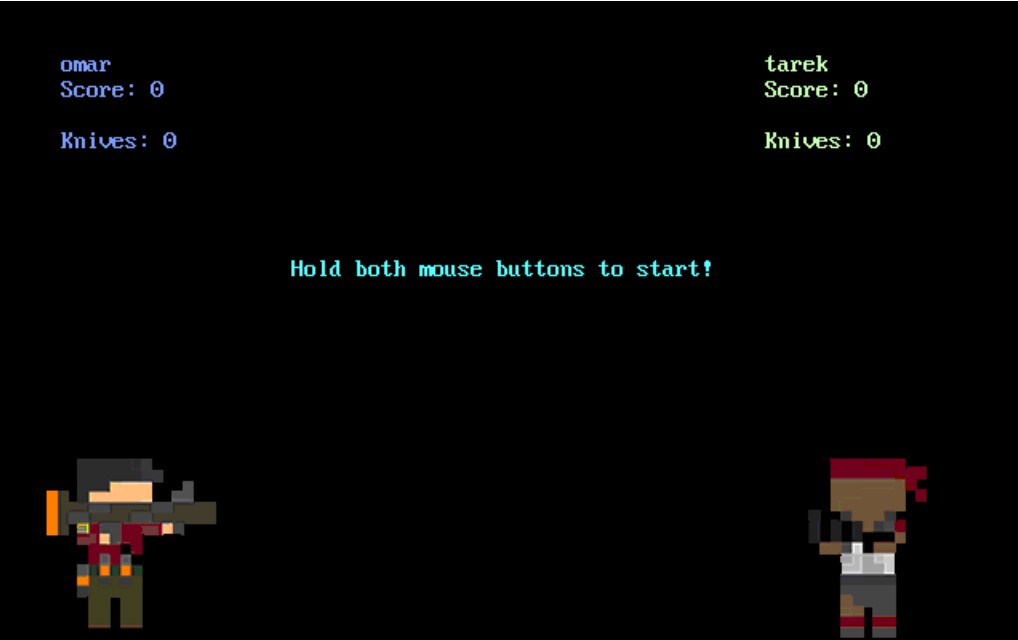 omar
Score: 0
Knives: 0
tarek
Score: 0
Knives: 0
Hold both mouse buttons to start!